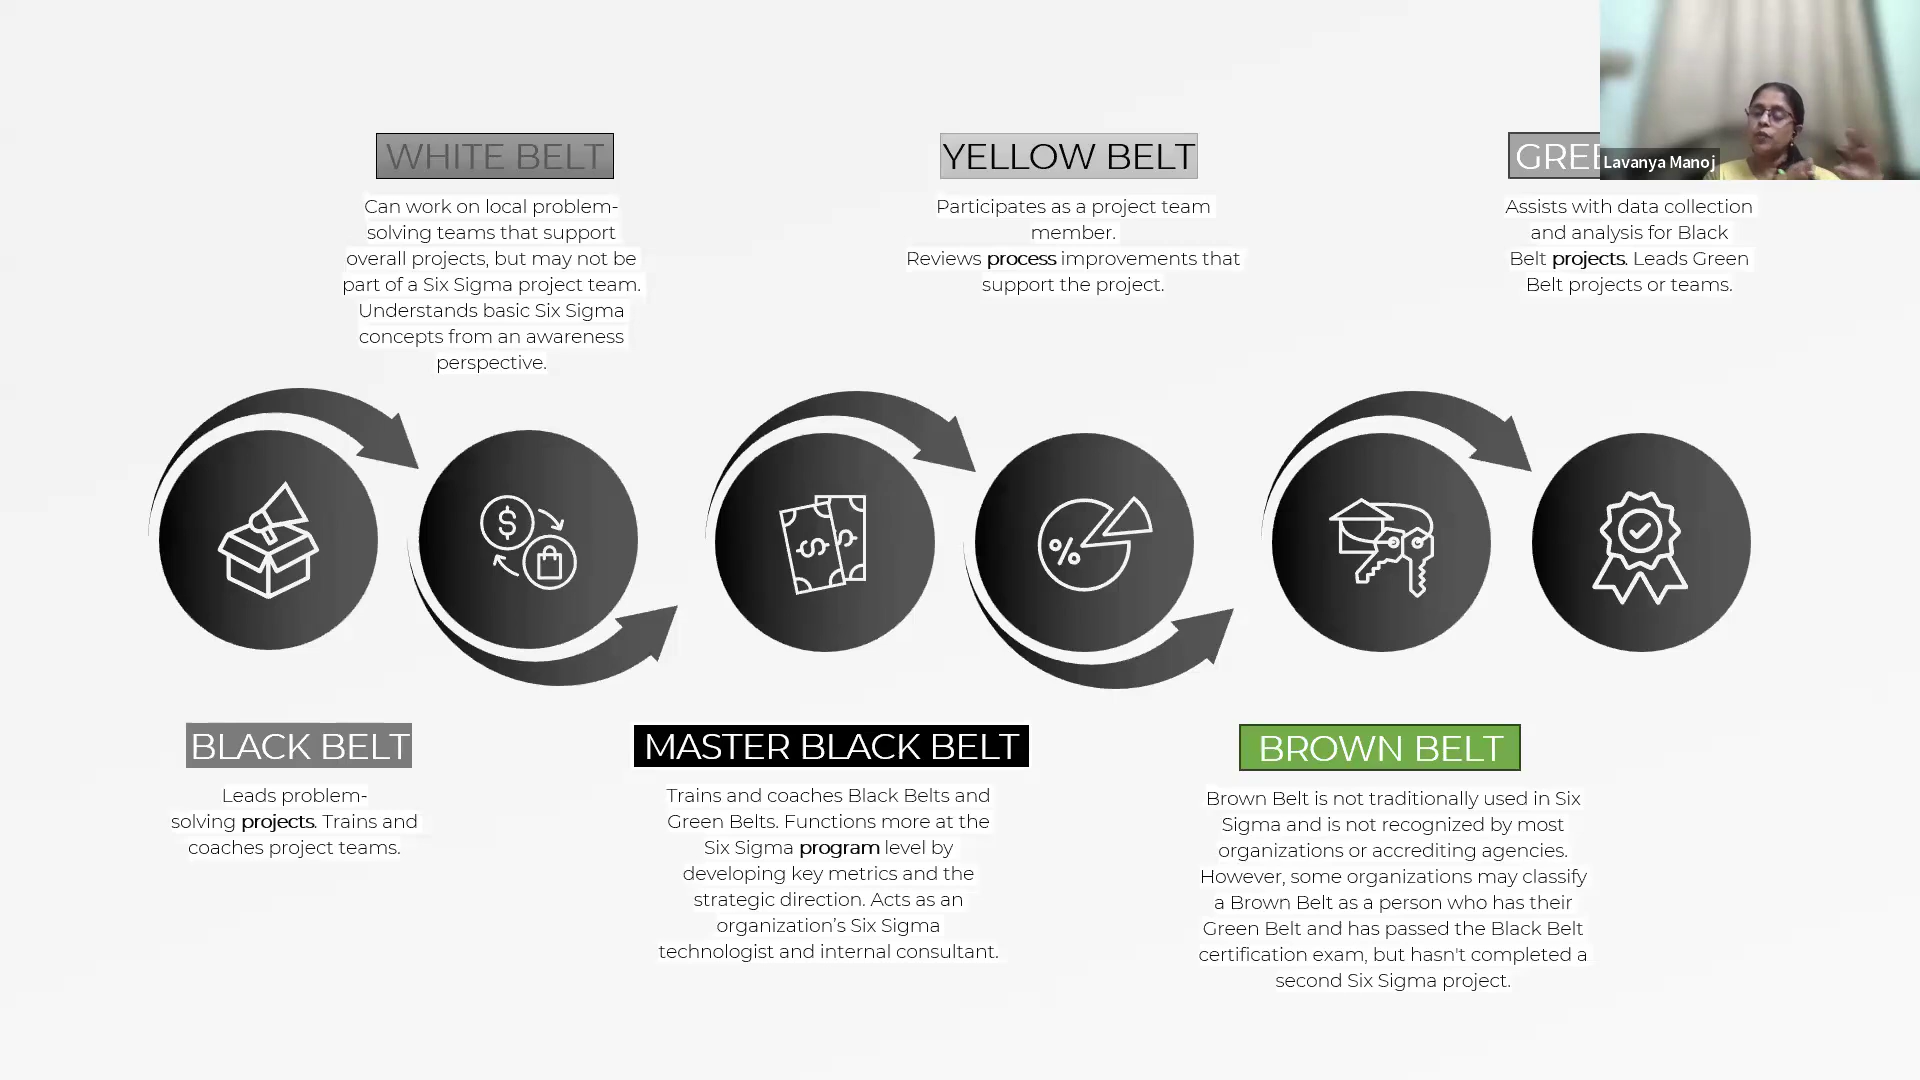 WHITE BELT
Can work on local problem-
solving teams that support
overall projects, but may not be
part of a Six Sigma project team.
Understands basic Six Sigma
concepts from an awareness
perspective.
YELLOW BELT
Participates as a project team
member.
Reviews process improvements that
support the project.
Lavanya Manoj
Assists with data collection
and analysis for Black
Belt projects. Leads Green
Belt projects or teams.
$
$ $
%
BLACK BELT
Leads problem-
solving projects. Trains and
coaches project teams.
MASTER BLACK BELT
Trains and coaches Black Belts and
Green Belts. Functions more at the
Six Sigma program level by
developing key metrics and the
strategic direction. Acts as an
organization’s Six Sigma
technologist and internal consultant.
BROWN BELT
Brown Belt is not traditionally used in Six
Sigma and is not recognized by most
organizations or accrediting agencies.
However, some organizations may classify
a Brown Belt as a person who has their
Green Belt and has passed the Black Belt
certification exam, but hasn't completed a
second Six Sigma project.